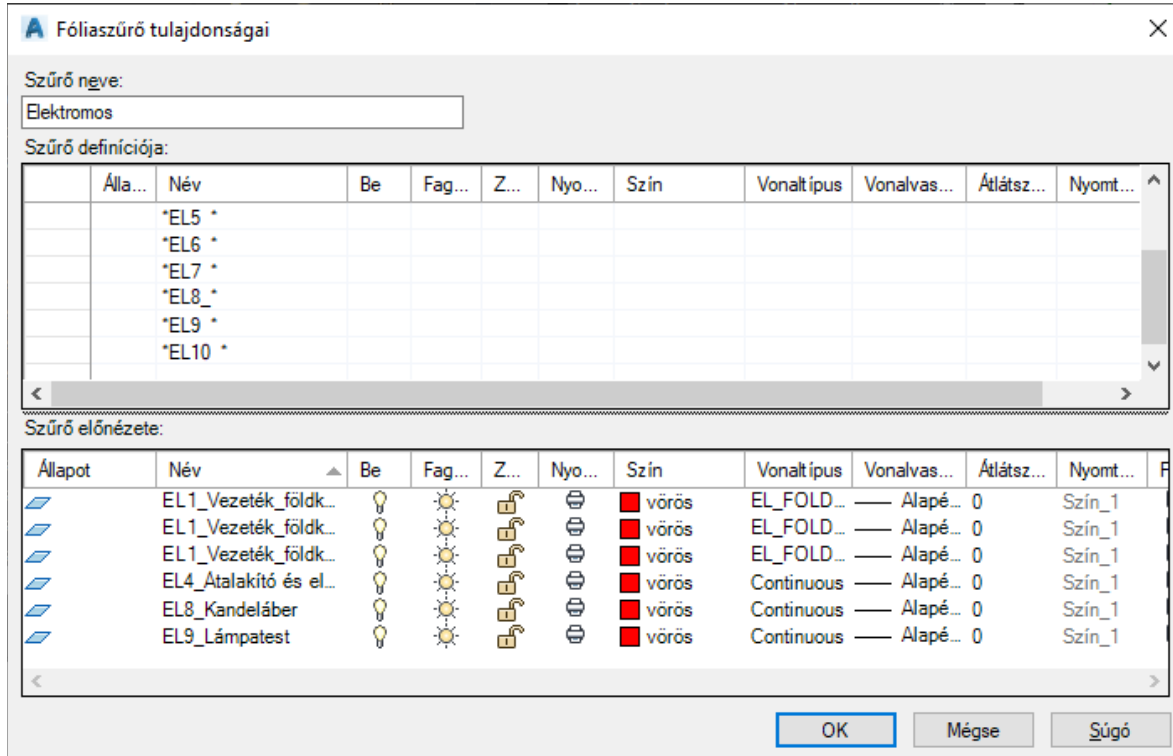 Fóliaszűrő tulajdonságai
Szűrő neve:
Elektromos
Szűrő definíciója:
Álla... Név Be Fag... Z... Nyo... Szín Vonaltípus Vonalvas... Átlátsz... Nyomt...
*EL5_*
*EL6_*
*EL7_*
*EL8_*
*EL9_*
*EL10_*
Szűrő előnézete:
Állapot Név Be Fag... Z... Nyo... Szín Vonaltípus Vonalvas... Átlátsz... Nyomt... F
EL1_Vezeték_földk... vörös EL_FOLD... Alapé... 0 Szín_1
EL1_Vezeték_földk... vörös EL_FOLD... Alapé... 0 Szín_1
EL1_Vezeték_földk... vörös EL_FOLD... Alapé... 0 Szín_1
EL4_Átalakító és el... vörös Continuous Alapé... 0 Szín_1
EL8_Kandeláber vörös Continuous Alapé... 0 Szín_1
EL9_Lámpatest vörös Continuous Alapé... 0 Szín_1
OK Mégse Súgó